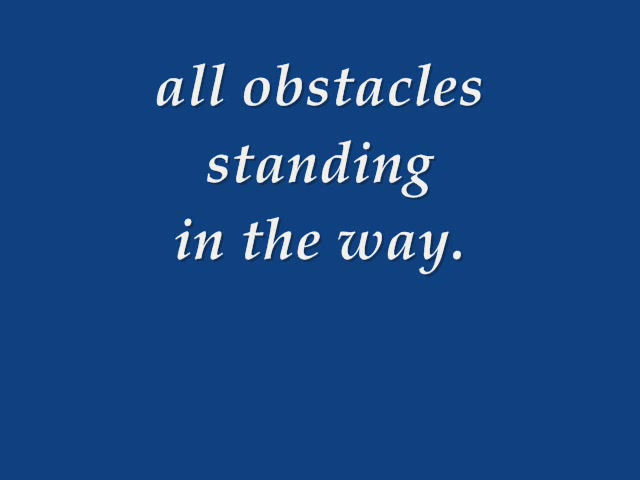 all obstacles
standing
in the way.